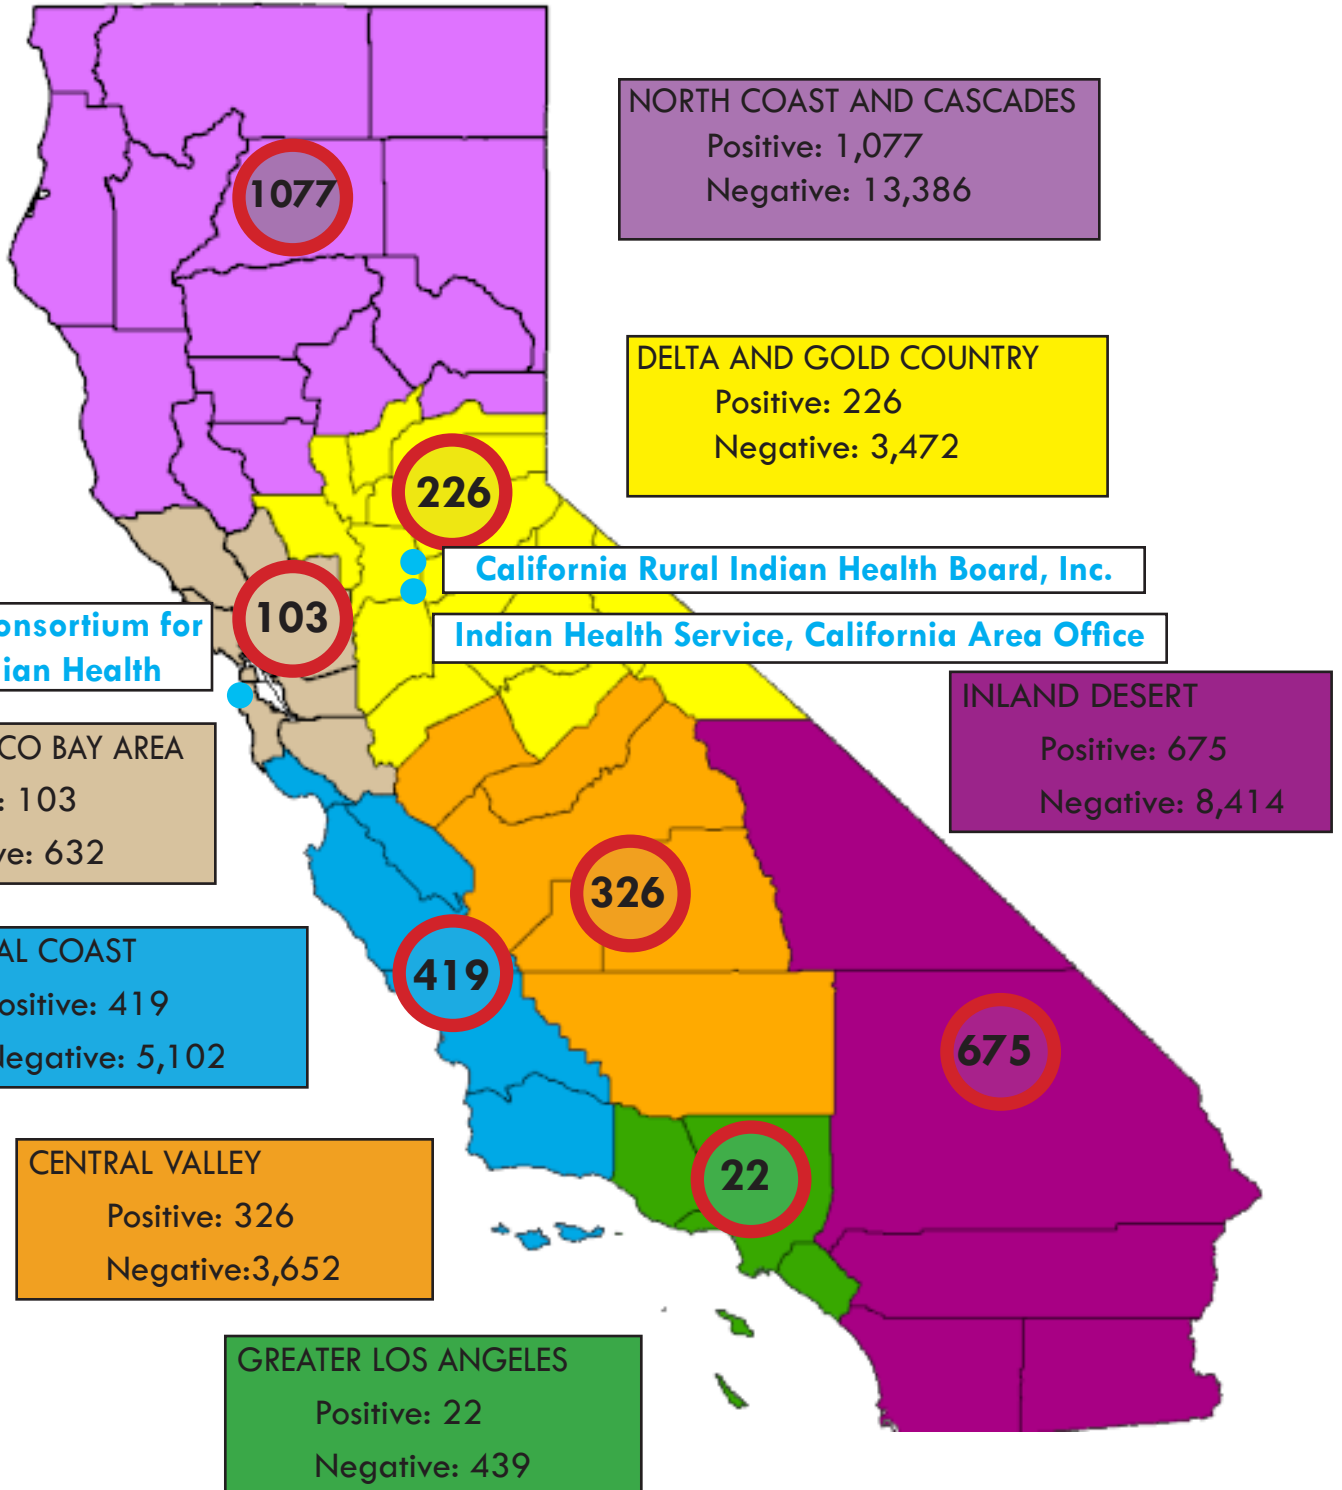 NORTH COAST AND CASCADES
Positive: 1,077
Negative: 13,386
1077
DELTA AND GOLD COUNTRY
Positive: 226
Negative: 3,472
226
California Rural Indian Health Board, Inc.
103
onsortium for
ian Health
Indian Health Service, California Area Office
INLAND DESERT
Positive: 675
Negative: 8,414
CO BAY AREA
: 103
ve: 632
326
AL COAST
ositive: 419
Negative: 5,102
419
675
CENTRAL VALLEY
Positive: 326
Negative:3,652
22
GREATER LOS ANGELES
Positive: 22
Negative: 439